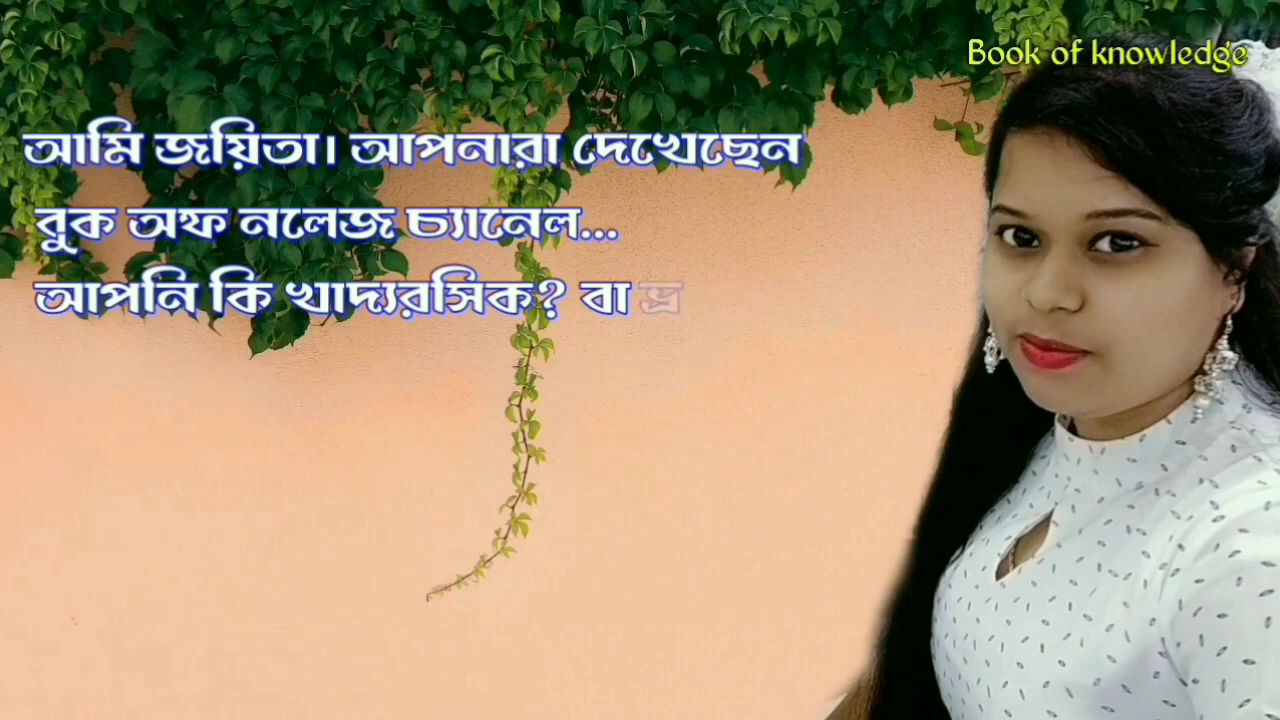 Book of knowledge
আমি জয়িতা। আপনারা দেখেছেন
বুক অফ নলেজ চ্যানেল...
আপনি কি খাদ্যরসিক? বা ভ্র